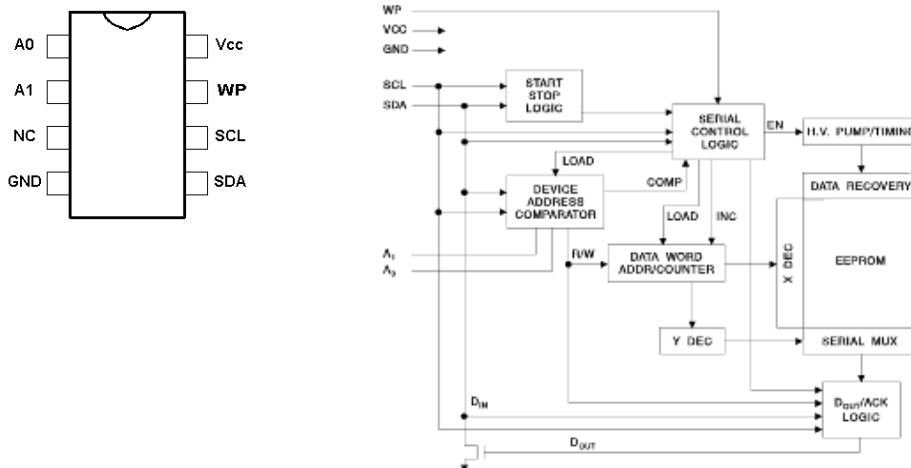 A0
Vcc
A1
WP
NC
SCL
GND
SDA
WP
VCC
GND
SCL
SDA
START
STOP
LOGIC
SERIAL
CONTROL
LOGIC
EN
H.V. PUMP/TIMING
LOAD
COMP
DEVICE
ADDRESS
COMPARATOR
DATA RECOVERY
LOAD
INC
A₁
A₀
R/W
DATA WORD
ADDR/COUNTER
X DEC
EEPROM
Y DEC
SERIAL MUX
DIN
DOUT/ACK
LOGIC
DOUT